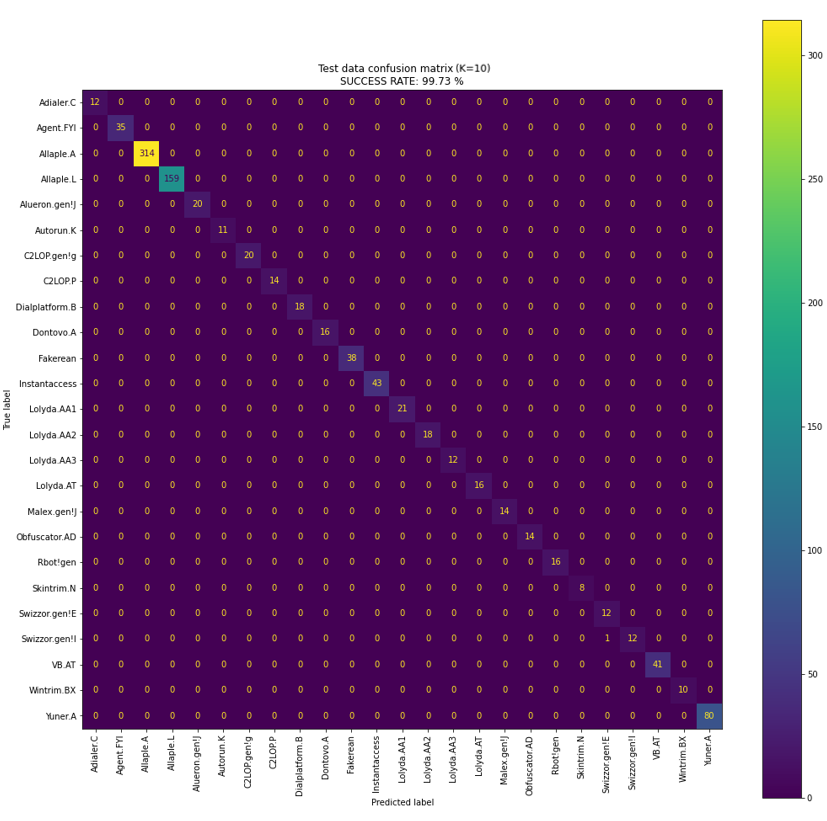 Test data confusion matrix (K=10)
SUCCESS RATE: 99.73 %
Adialer.C 12 0 0 0 0 0 0 0 0 0 0 0 0 0 0 0 0 0 0 0 0 0 0 0 0
Agent.FYI 0 35 0 0 0 0 0 0 0 0 0 0 0 0 0 0 0 0 0 0 0 0 0 0 0
Allaple.A 0 0 314 0 0 0 0 0 0 0 0 0 0 0 0 0 0 0 0 0 0 0 0 0 0
Allaple.L 0 0 0 159 0 0 0 0 0 0 0 0 0 0 0 0 0 0 0 0 0 0 0 0 0
Alueron.gen!J 0 0 0 0 20 0 0 0 0 0 0 0 0 0 0 0 0 0 0 0 0 0 0 0 0
Autorun.K 0 0 0 0 0 11 0 0 0 0 0 0 0 0 0 0 0 0 0 0 0 0 0 0 0
C2LOP.gen!g 0 0 0 0 0 0 20 0 0 0 0 0 0 0 0 0 0 0 0 0 0 0 0 0 0
C2LOP.P 0 0 0 0 0 0 0 14 0 0 0 0 0 0 0 0 0 0 0 0 0 0 0 0 0
Dialplatform.B 0 0 0 0 0 0 0 0 18 0 0 0 0 0 0 0 0 0 0 0 0 0 0 0 0
Dontovo.A 0 0 0 0 0 0 0 0 0 16 0 0 0 0 0 0 0 0 0 0 0 0 0 0 0
Fakerean 0 0 0 0 0 0 0 0 0 0 38 0 0 0 0 0 0 0 0 0 0 0 0 0 0
Instantaccess 0 0 0 0 0 0 0 0 0 0 0 43 0 0 0 0 0 0 0 0 0 0 0 0 0
Lolyda.AA1 0 0 0 0 0 0 0 0 0 0 0 0 21 0 0 0 0 0 0 0 0 0 0 0 0
Lolyda.AA2 0 0 0 0 0 0 0 0 0 0 0 0 0 18 0 0 0 0 0 0 0 0 0 0 0
Lolyda.AA3 0 0 0 0 0 0 0 0 0 0 0 0 0 0 12 0 0 0 0 0 0 0 0 0 0
Lolyda.AT 0 0 0 0 0 0 0 0 0 0 0 0 0 0 0 16 0 0 0 0 0 0 0 0 0
Malex.gen!J 0 0 0 0 0 0 0 0 0 0 0 0 0 0 0 0 14 0 0 0 0 0 0 0 0
Obfuscator.AD 0 0 0 0 0 0 0 0 0 0 0 0 0 0 0 0 0 14 0 0 0 0 0 0 0
Rbot!gen 0 0 0 0 0 0 0 0 0 0 0 0 0 0 0 0 0 0 16 0 0 0 0 0 0
Skintrim.N 0 0 0 0 0 0 0 0 0 0 0 0 0 0 0 0 0 0 0 8 0 0 0 0 0
Swizzor.gen!E 0 0 0 0 0 0 0 0 0 0 0 0 0 0 0 0 0 0 0 0 12 0 0 0 0
Swizzor.gen!I 0 0 0 0 0 0 0 0 0 0 0 0 0 0 0 0 0 0 0 0 1 12 0 0 0
VB.AT 0 0 0 0 0 0 0 0 0 0 0 0 0 0 0 0 0 0 0 0 0 0 41 0 0
Wintrim.BX 0 0 0 0 0 0 0 0 0 0 0 0 0 0 0 0 0 0 0 0 0 0 0 10 0
Yuner.A 0 0 0 0 0 0 0 0 0 0 0 0 0 0 0 0 0 0 0 0 0 0 0 0 80
True label
Adialer.C
Agent.FYI
Allaple.A
Allaple.L
Alueron.gen!J
Autorun.K
C2LOP.gen!g
C2LOP.P
Dialplatform.B
Dontovo.A
Fakerean
Instantaccess
Lolyda.AA1
Lolyda.AA2
Lolyda.AA3
Lolyda.AT
Malex.gen!J
Obfuscator.AD
Rbot!gen
Skintrim.N
Swizzor.gen!E
Swizzor.gen!I
VB.AT
Wintrim.BX
Yuner.A
Predicted label
300
250
200
150
100
50
0